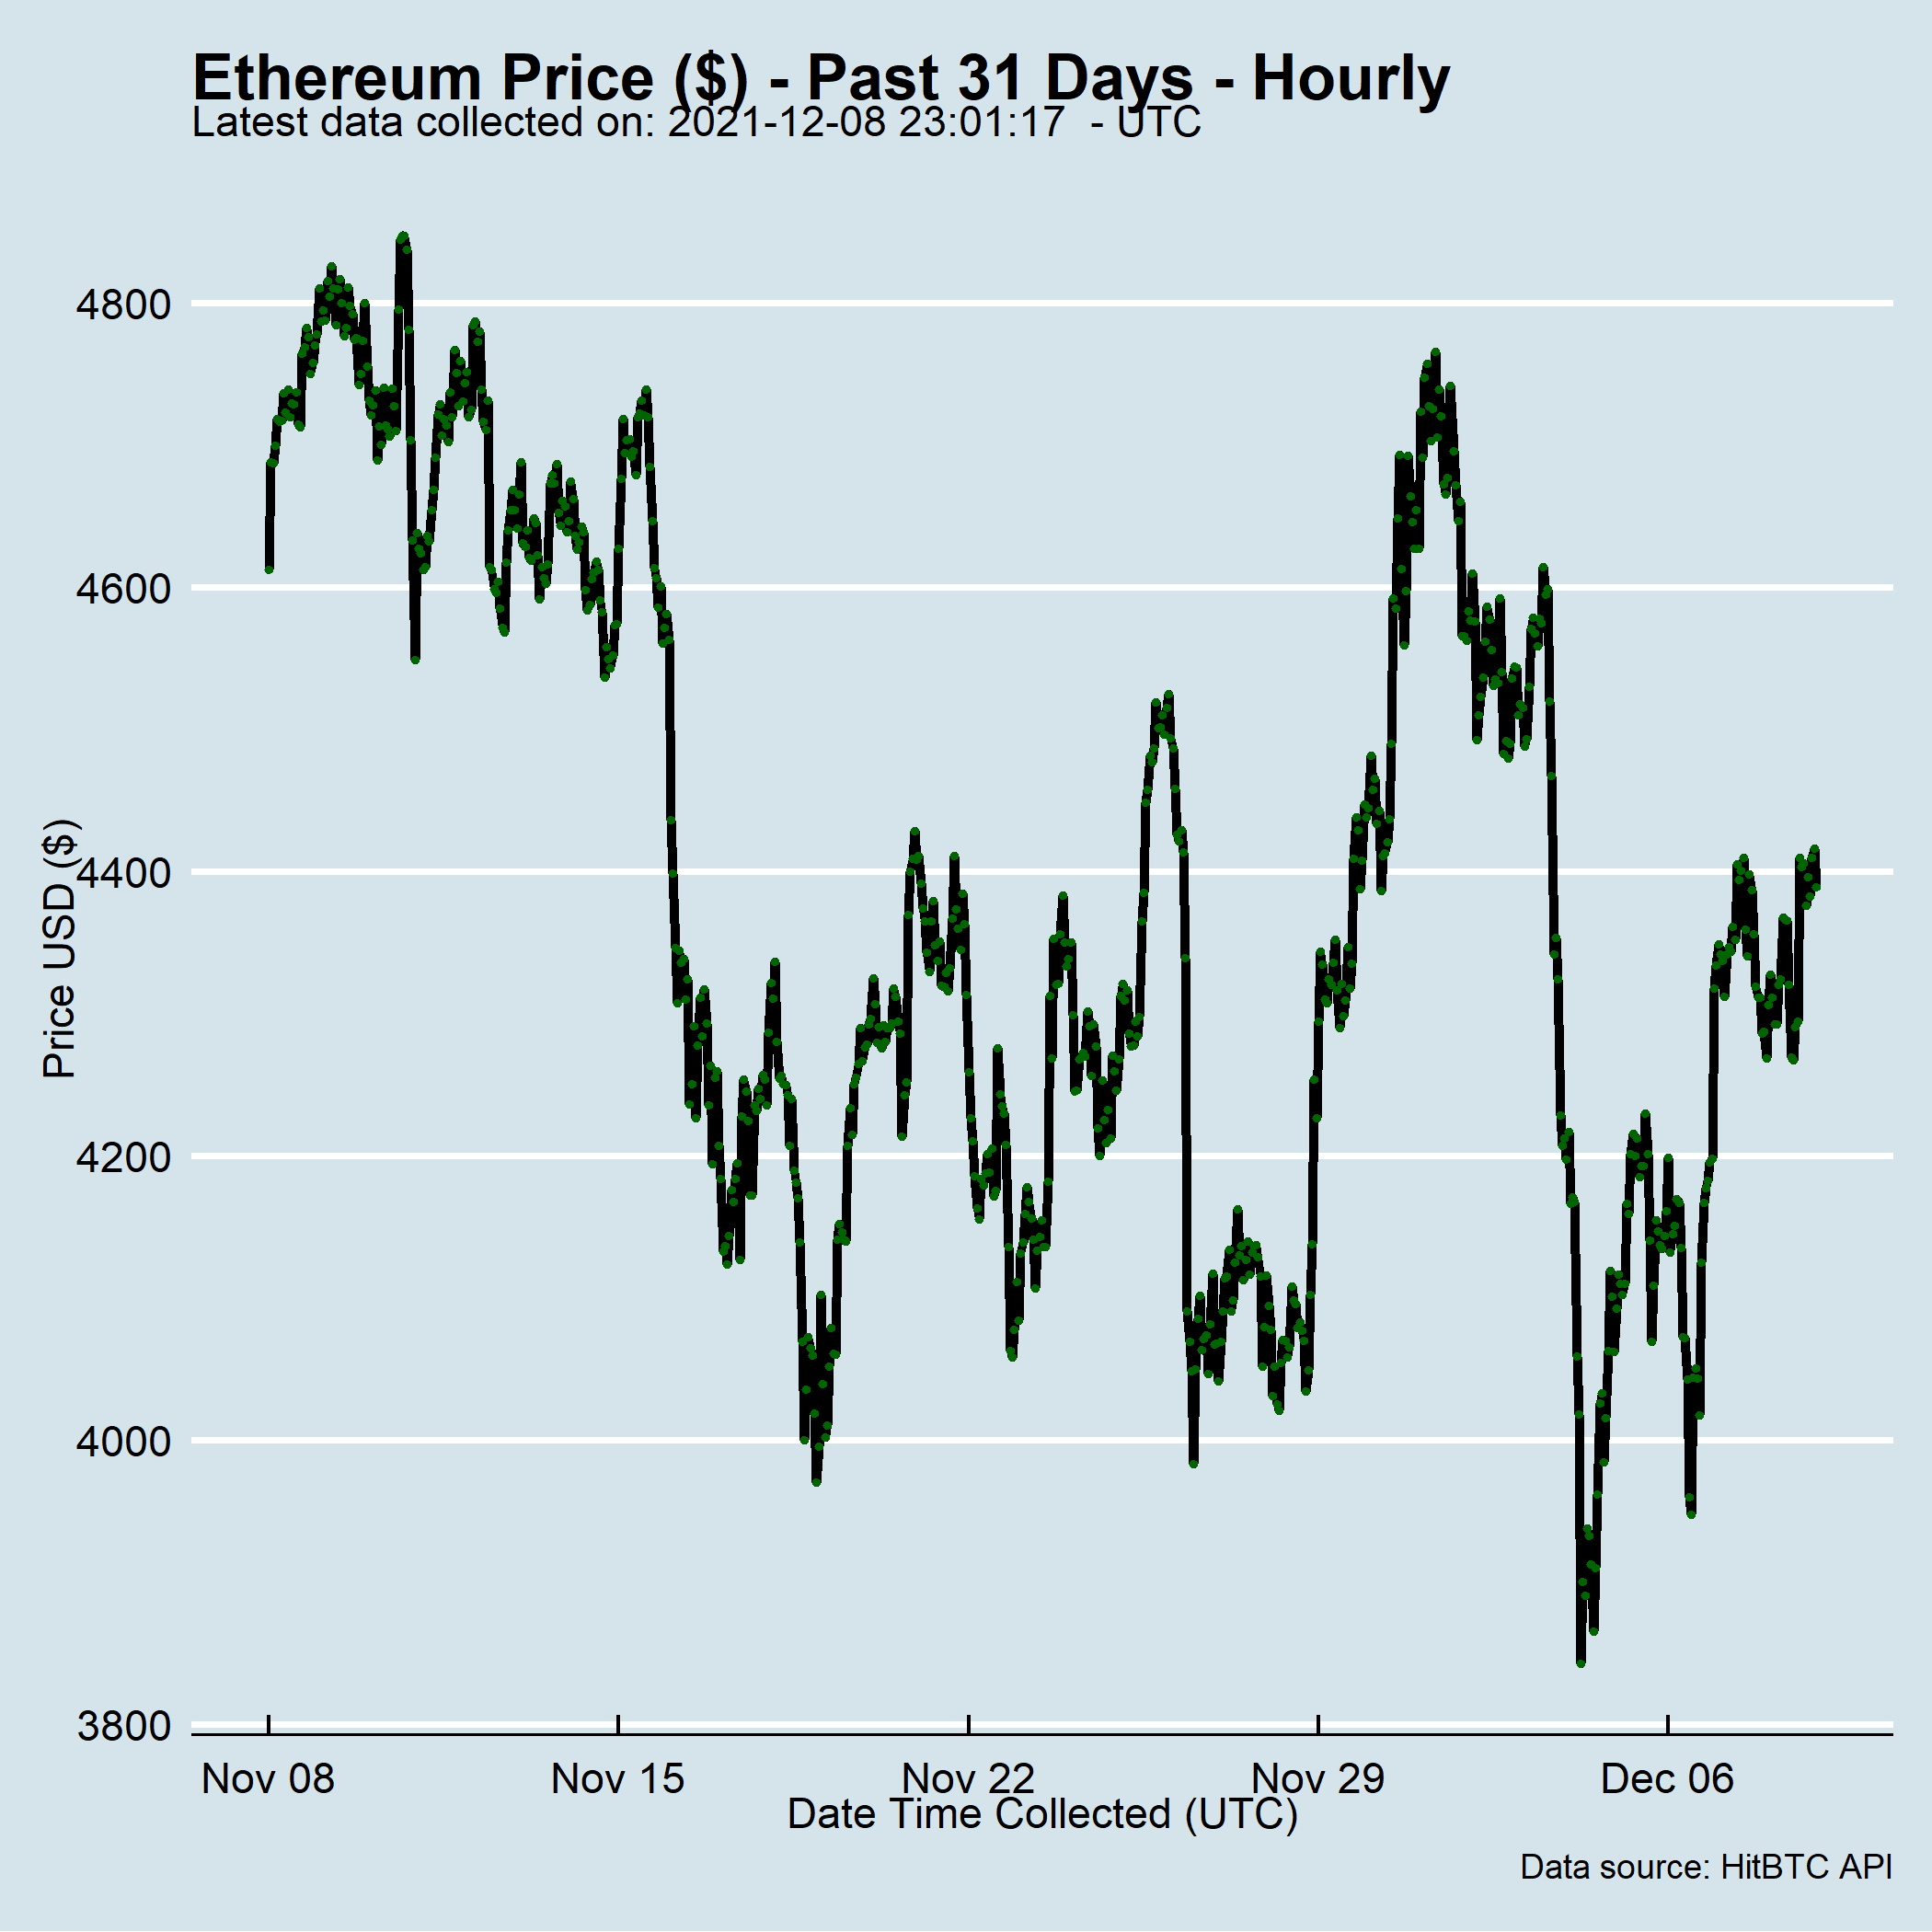 Ethereum Price ($) - Past 31 Days - Hourly
Latest data collected on: 2021-12-08 23:01:17  - UTC
Price USD ($)
4800
4600
4400
4200
4000
3800
Nov 08 Nov 15 Nov 22 Nov 29 Dec 06
Date Time Collected (UTC)
Data source: HitBTC API